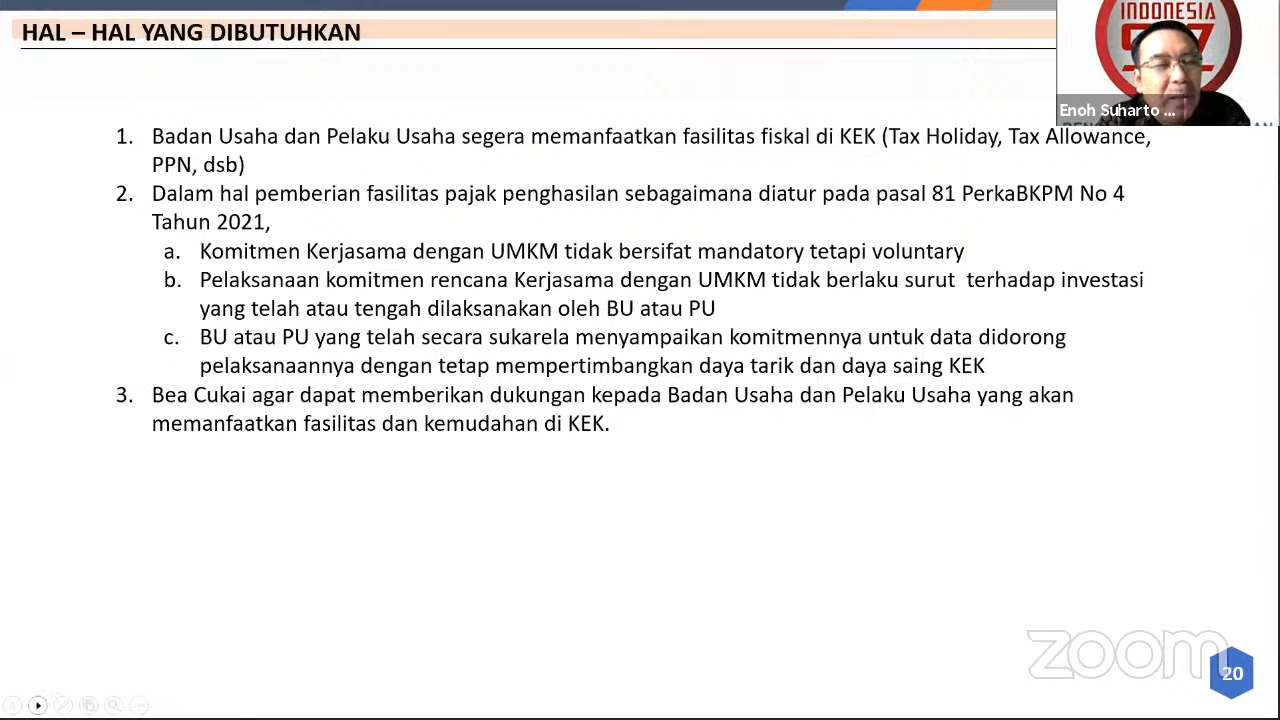 HAL – HAL YANG DIBUTUHKAN
INDONESIA
Enoh Suharto ...
1. Badan Usaha dan Pelaku Usaha segera memanfaatkan fasilitas fiskal di KEK (Tax Holiday, Tax Allowance,
PPN, dsb)
2. Dalam hal pemberian fasilitas pajak penghasilan sebagaimana diatur pada pasal 81 PerkaBKPM No 4
Tahun 2021,
a. Komitmen Kerjasama dengan UMKM tidak bersifat mandatory tetapi voluntary
b. Pelaksanaan komitmen rencana Kerjasama dengan UMKM tidak berlaku surut terhadap investasi
yang telah atau tengah dilaksanakan oleh BU atau PU
c. BU atau PU yang telah secara sukarela menyampaikan komitmennya untuk data didorong
pelaksanaannya dengan tetap mempertimbangkan daya tarik dan daya saing KEK
3. Bea Cukai agar dapat memberikan dukungan kepada Badan Usaha dan Pelaku Usaha yang akan
memanfaatkan fasilitas dan kemudahan di KEK.
zoom
20